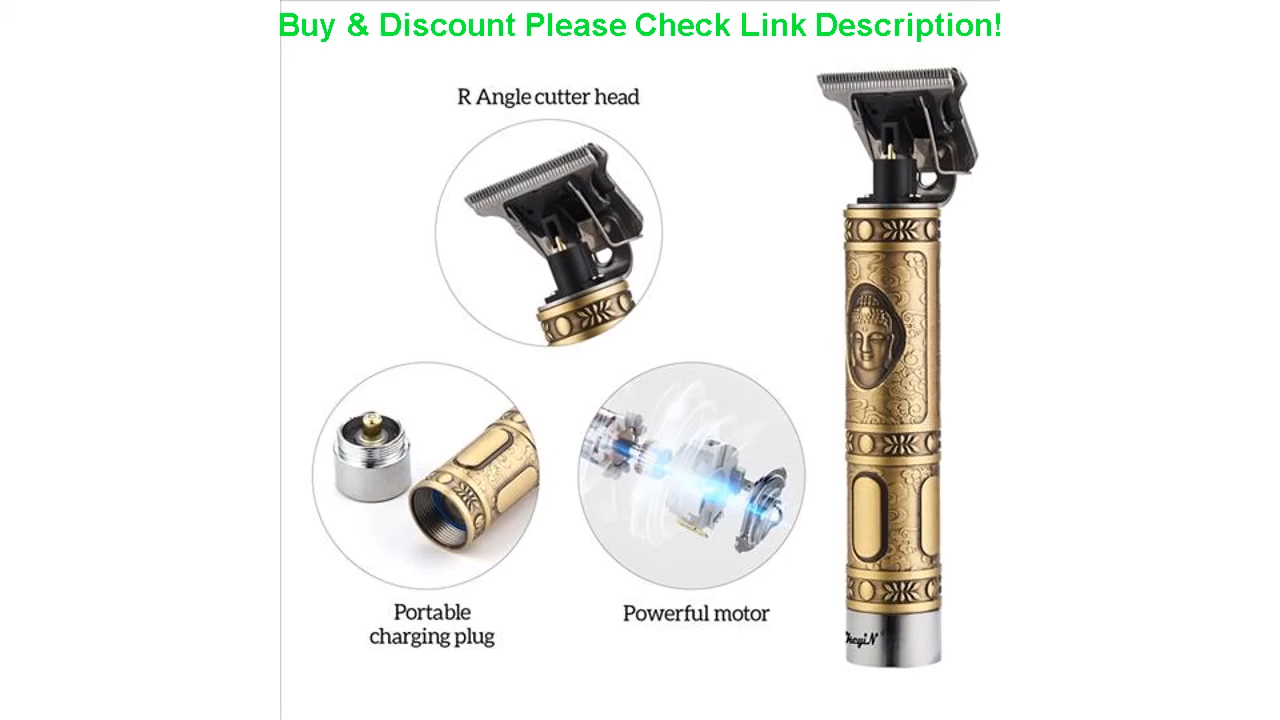 Buy & Discount Please Check Link Description!
R Angle cutter head
Portable
charging plug
Powerful motor